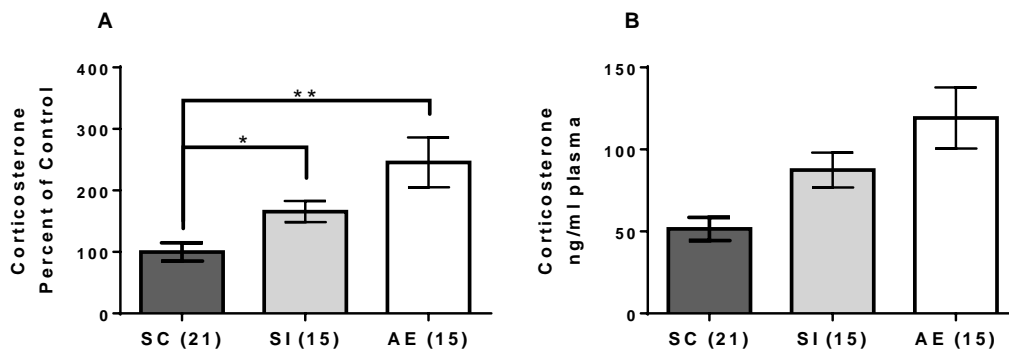 A
Corticosterone
Percent of Control
400
300
200
100
0
**
*
SC (21)
SI (15)
AE (15)
B
Corticosterone
ng/ml plasma
150
100
50
0
SC (21)
SI (15)
AE (15)